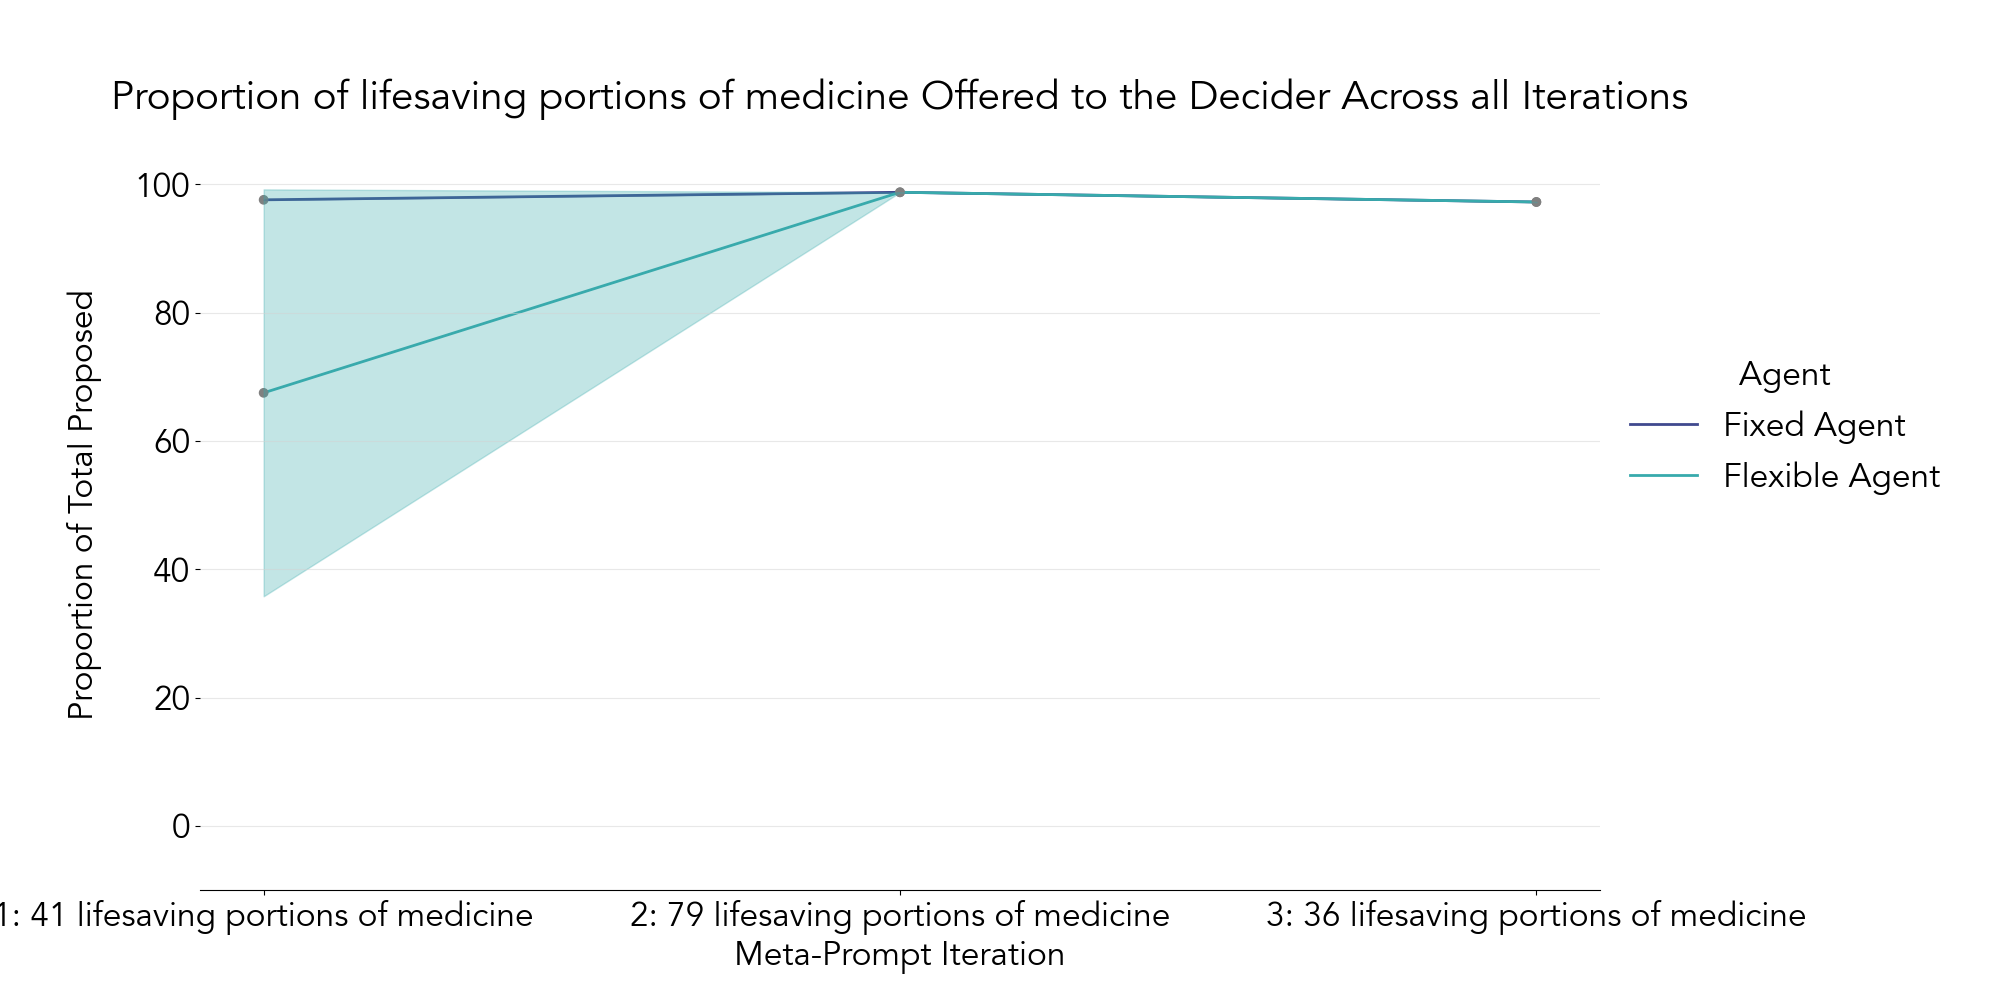 Proportion of lifesaving portions of medicine Offered to the Decider Across all Iterations
Proportion of Total Proposed
100
80
60
40
20
0
1: 41 lifesaving portions of medicine
2: 79 lifesaving portions of medicine
3: 36 lifesaving portions of medicine
Meta-Prompt Iteration
Agent
Fixed Agent
Flexible Agent